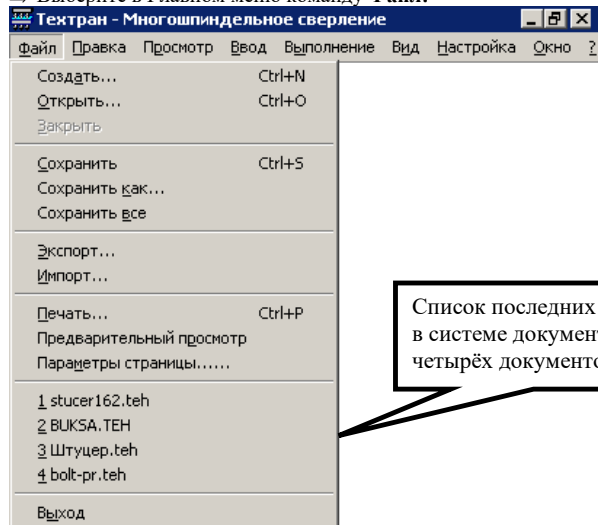 Выберите в Главном меню команду Файл.
Техтран - Многошпиндельное сверление
Файл Правка Просмотр Ввод Выполнение Вид Настройка Окно ?
Создать... Ctrl+N
Открыть... Ctrl+O
Закрыть
Сохранить Ctrl+S
Сохранить как...
Сохранить все
Экспорт...
Импорт...
Печать... Ctrl+P
Предварительный просмотр
Параметры страницы......
Список последних
в системе
четырёх
1 stucer162.teh
2 BUKSA.TEH
3 Штуцер.teh
4 bolt-pr.teh
Выход